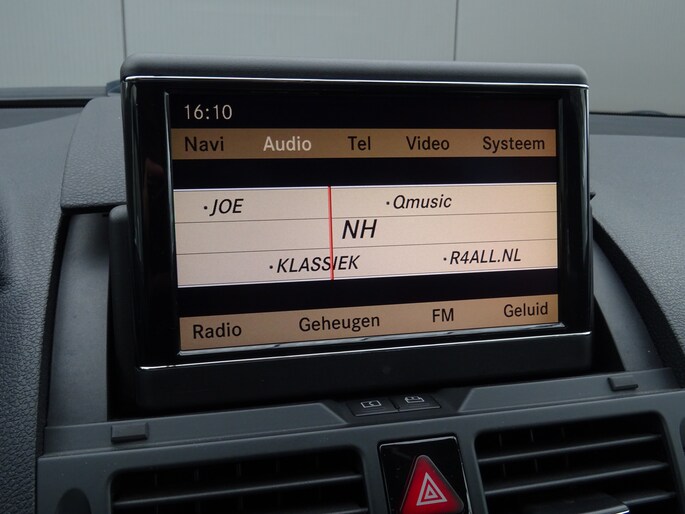 16:10
Navi Audio Tel Video Systeem
•JOE •Qmusic
NH
•KLASSIEK •R4ALL.NL
Radio Geheugen FM Geluid